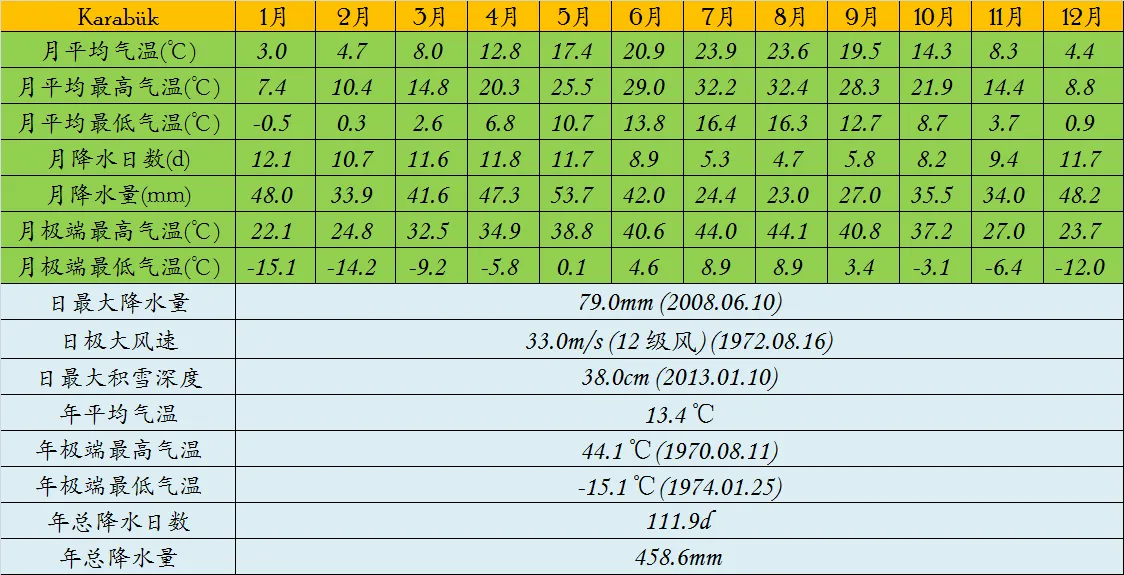 Karabük 1月 2月 3月 4月 5月 6月 7月 8月 9月 10月 11月 12月
月平均气温(℃) 3.0 4.7 8.0 12.8 17.4 20.9 23.9 23.6 19.5 14.3 8.3 4.4
月平均最高气温(℃) 7.4 10.4 14.8 20.3 25.5 29.0 32.2 32.4 28.3 21.9 14.4 8.8
月平均最低气温(℃) -0.5 0.3 2.6 6.8 10.7 13.8 16.4 16.3 12.7 8.7 3.7 0.9
月降水日数(d) 12.1 10.7 11.6 11.8 11.7 8.9 5.3 4.7 5.8 8.2 9.4 11.7
月降水量(mm) 48.0 33.9 41.6 47.3 53.7 42.0 24.4 23.0 27.0 35.5 34.0 48.2
月极端最高气温(℃) 22.1 24.8 32.5 34.9 38.8 40.6 44.0 44.1 40.8 37.2 27.0 23.7
月极端最低气温(℃) -15.1 -14.2 -9.2 -5.8 0.1 4.6 8.9 8.9 3.4 -3.1 -6.4 -12.0
日最大降水量 79.0mm (2008.06.10)
日极大风速 33.0m/s (12级风) (1972.08.16)
日最大积雪深度 38.0cm (2013.01.10)
年平均气温 13.4℃
年极端最高气温 44.1℃ (1970.08.11)
年极端最低气温 -15.1℃ (1974.01.25)
年总降水日数 111.9d
年总降水量 458.6mm